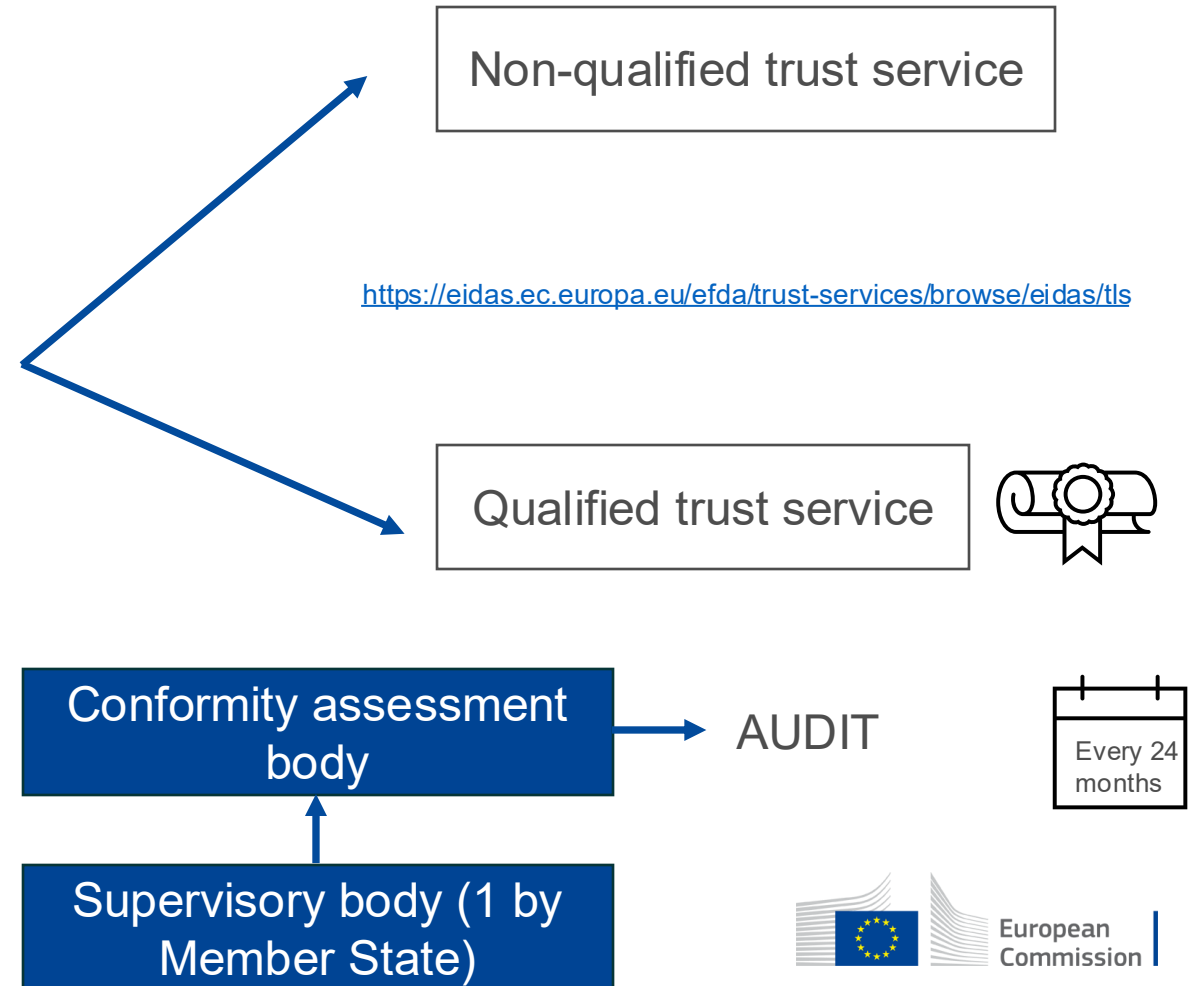 Non-qualified trust service
https://eidas.ec.europa.eu/efda/trust-services/browse/eidas/tls
Qualified trust service
Conformity assessment
body
AUDIT
Every 24
months
Supervisory body (1 by
Member State)
European
Commission